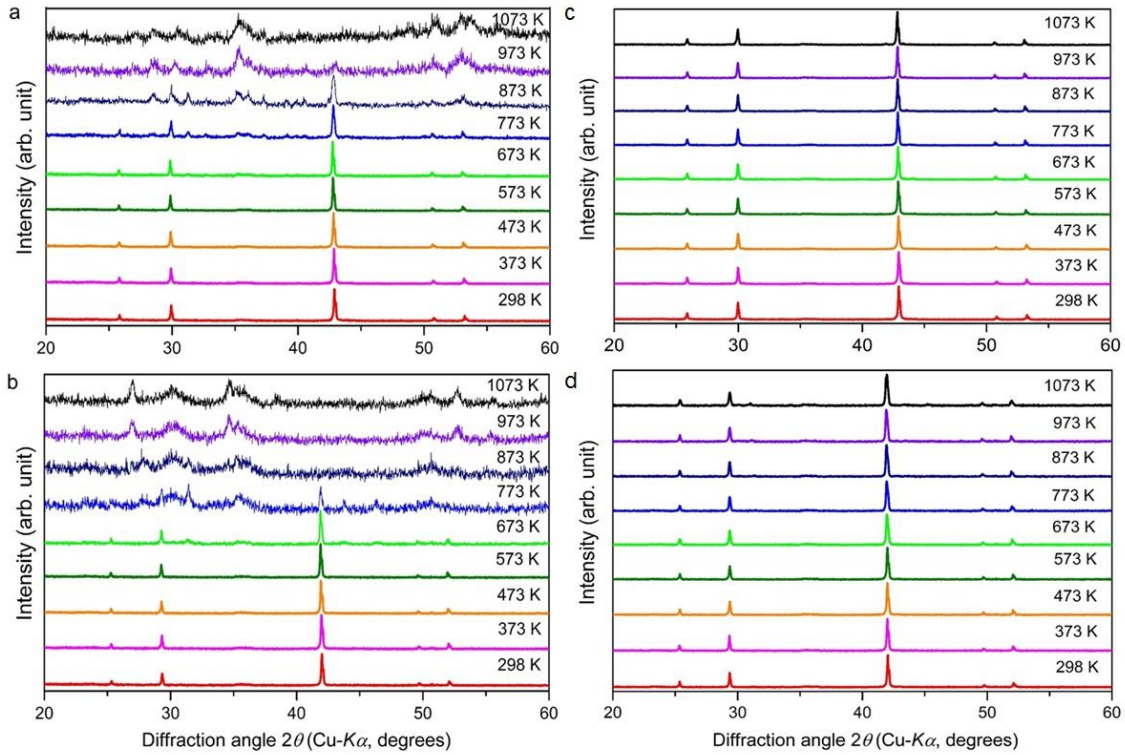 a
Intensity (arb. unit)
1073 K
973 K
873 K
773 K
673 K
573 K
473 K
373 K
298 K
20 30 40 50 60
c
Intensity (arb. unit)
1073 K
973 K
873 K
773 K
673 K
573 K
473 K
373 K
298 K
20 30 40 50 60
b
Intensity (arb. unit)
1073 K
973 K
873 K
773 K
673 K
573 K
473 K
373 K
298 K
20 30 40 50 60
Diffraction angle 2θ (Cu-Kα, degrees)
d
Intensity (arb. unit)
1073 K
973 K
873 K
773 K
673 K
573 K
473 K
373 K
298 K
20 30 40 50 60
Diffraction angle 2θ (Cu-Kα, degrees)